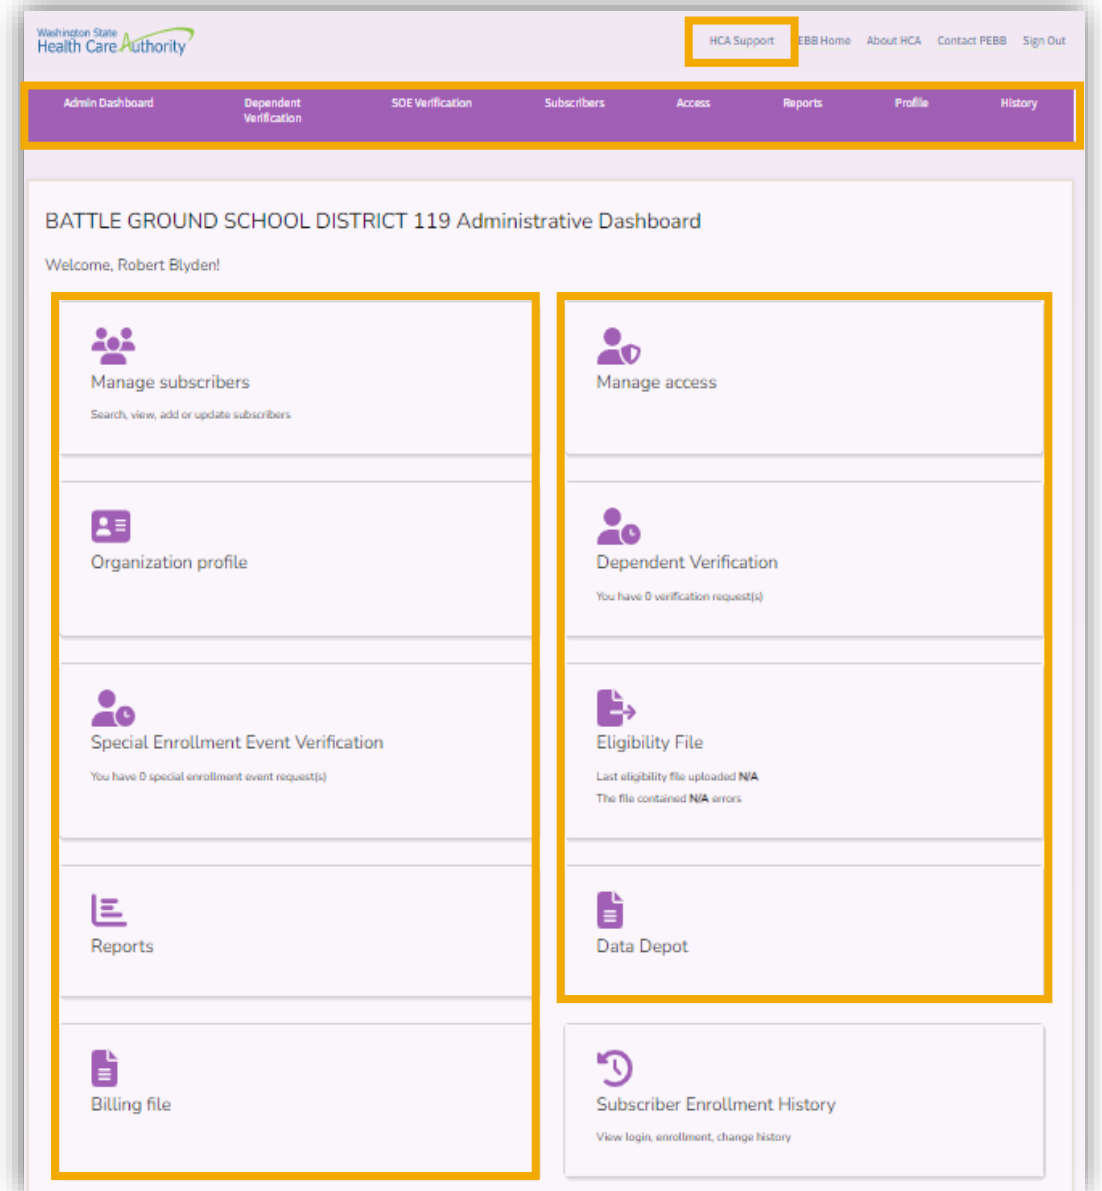 Washington State
Health Care Authority
HCA Support
EBB Home
About HCA
Contact PEBB
Sign Out
Admin Dashboard
Dependent
Verification
SOE Verification
Subscribers
Access
Reports
Profile
History
BATTLE GROUND SCHOOL DISTRICT 119 Administrative Dashboard
Welcome, Robert Blyden!
Manage subscribers
Search, view, add or update subscribers
Manage access
Organization profile
Dependent Verification
You have 0 verification request(s)
Special Enrollment Event Verification
You have 0 special enrollment event request(s)
Eligibility File
Last eligibility file uploaded N/A
The file contained N/A errors
Reports
Data Depot
Billing file
Subscriber Enrollment History
View login, enrollment, change history